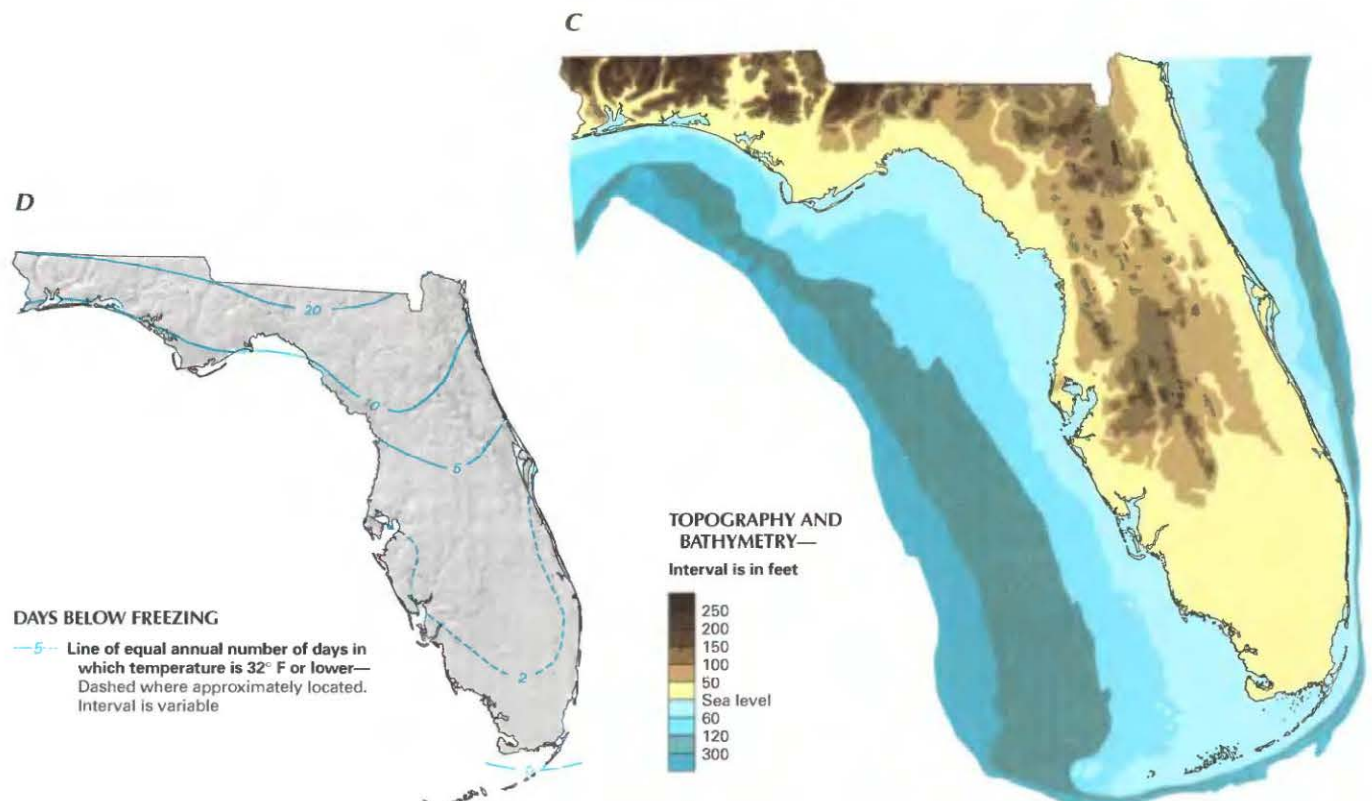 C
D
20
10
5
2
0
DAYS BELOW FREEZING
—5-- Line of equal annual number of days in
which temperature is 32° F or lower—
Dashed where approximately located.
Interval is variable
TOPOGRAPHY AND
BATHYMETRY—
Interval is in feet
250
200
150
100
50
Sea level
60
120
300